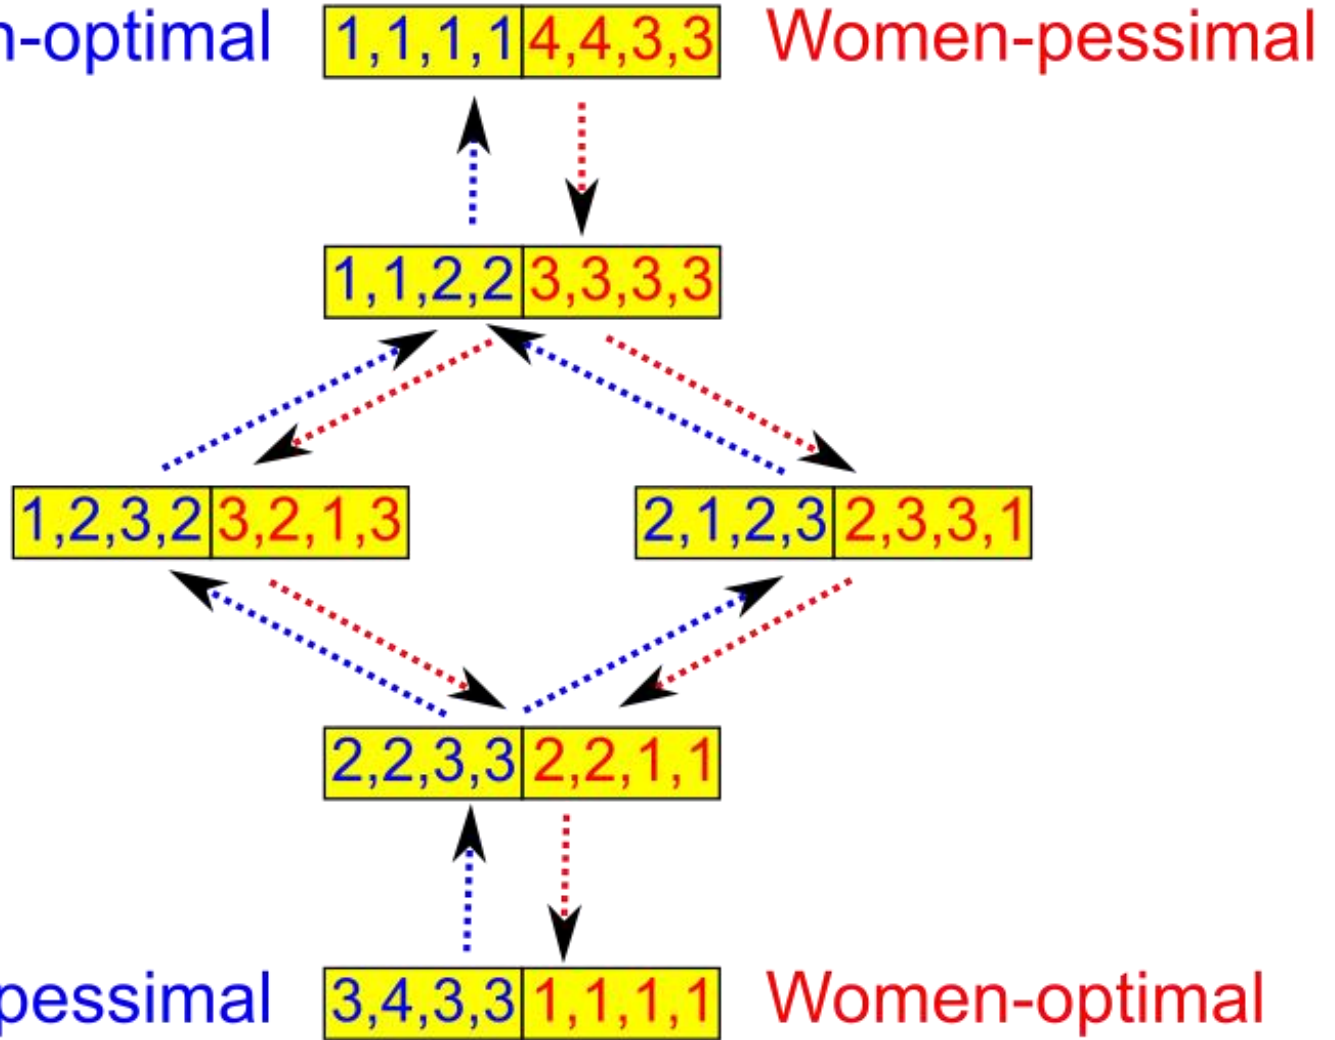 n-optimal 1,1,1,1 4,4,3,3 Women-pessimal
1,1,2,2 3,3,3,3
1,2,3,2 3,2,1,3 2,1,2,3 2,3,3,1
2,2,3,3 2,2,1,1
pessimal 3,4,3,3 1,1,1,1 Women-optimal